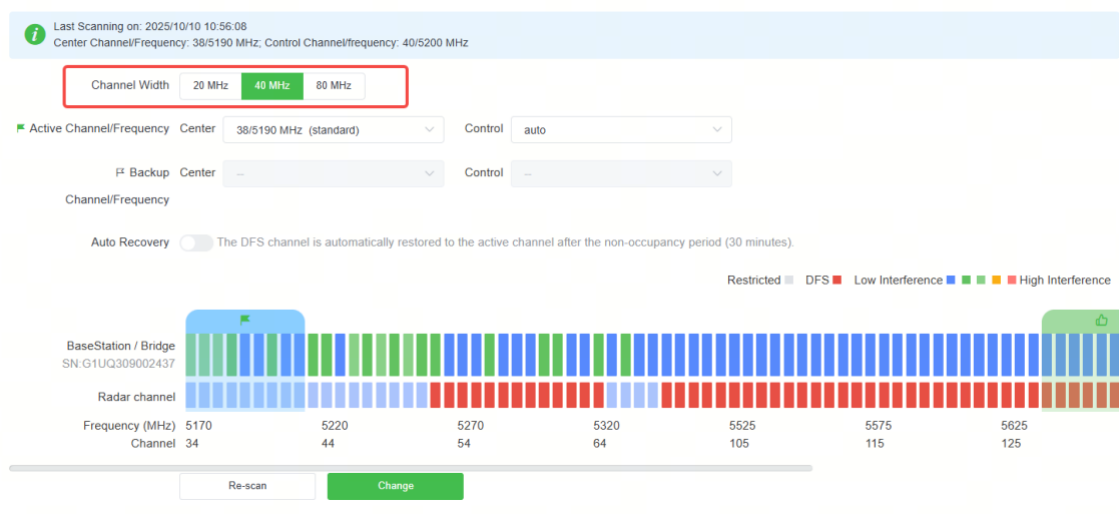 Last Scanning on: 2025/10/10 10:56:08
Center Channel/Frequency: 38/5190 MHz; Control Channel/frequency: 40/5200 MHz
Channel Width 20 MHz 40 MHz 80 MHz
Active Channel/Frequency Center 38/5190 MHz (standard) Control auto
Backup Center – Control –
Channel/Frequency
Auto Recovery The DFS channel is automatically restored to the active channel after the non-occupancy period (30 minutes).
Restricted DFS Low Interference High Interference
BaseStation / Bridge
SN:G1UQ309002437
Radar channel
Frequency (MHz) 5170 5220 5270 5320 5525 5575 5625
Channel 34 44 54 64 105 115 125
Re-scan Change